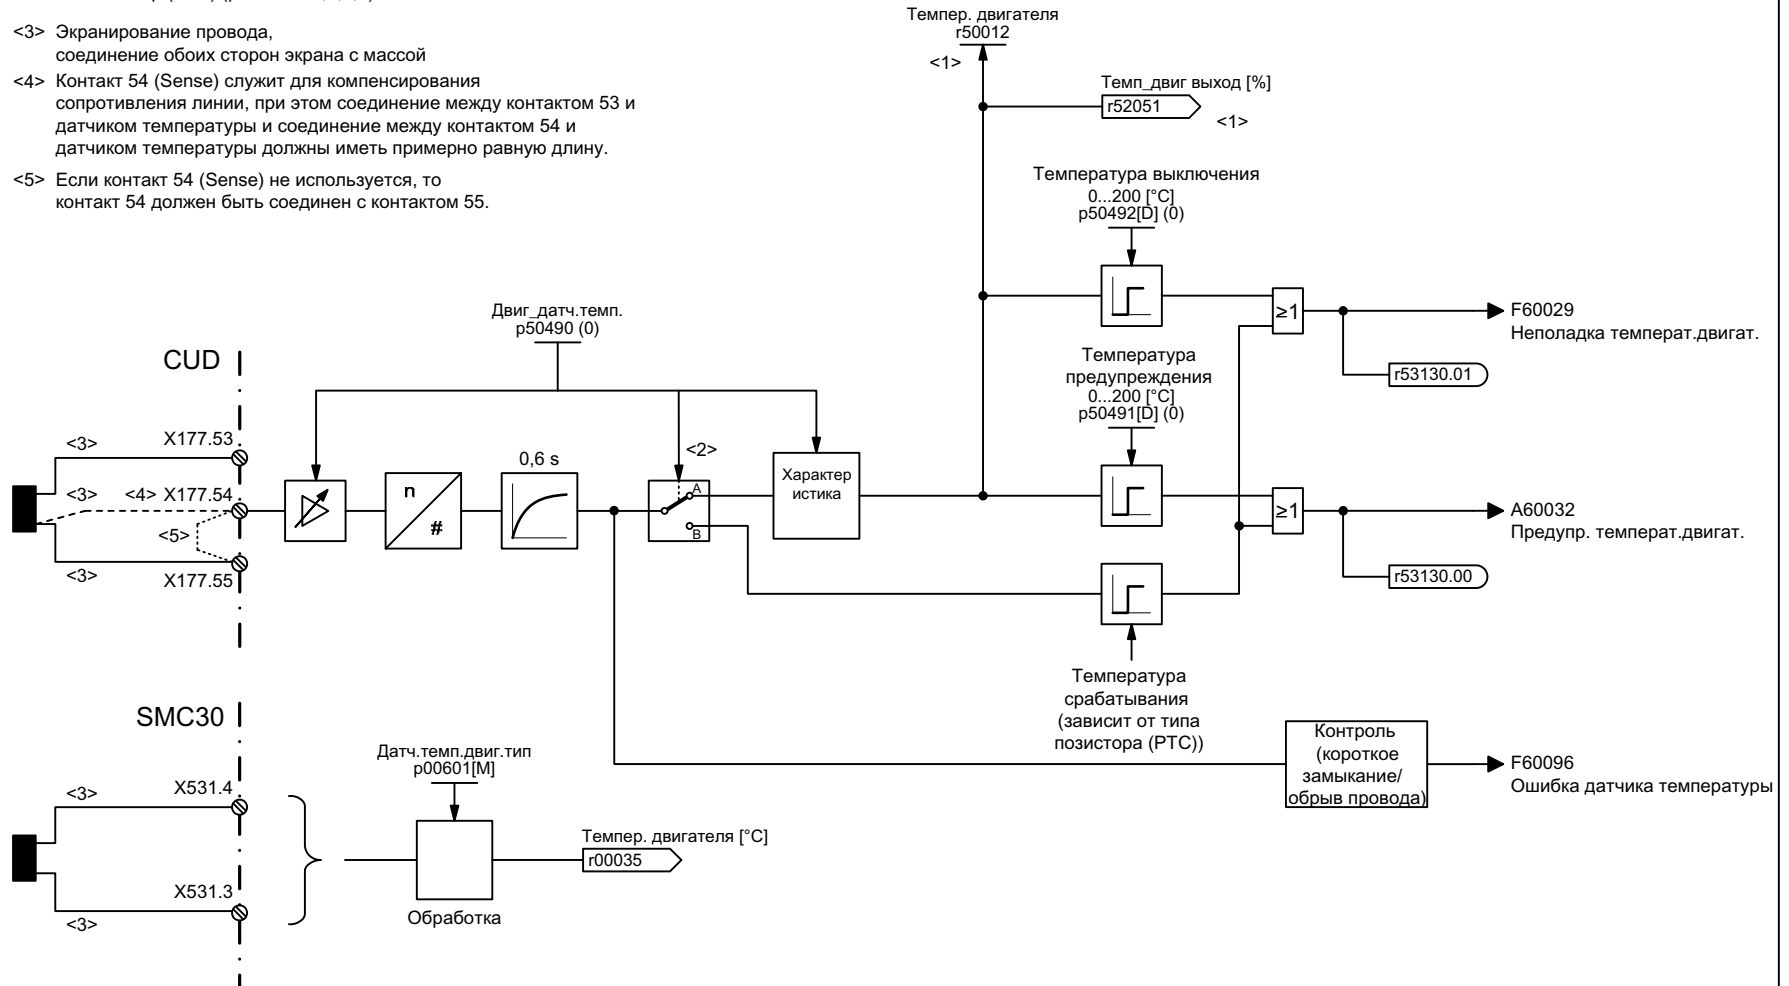 <3> Экранирование провода,
соединение обоих сторон экрана с массой
<4> Контакт 54 (Sense) служит для компенсирования
сопротивления линии, при этом соединение между контактом 53 и
датчиком температуры и соединение между контактом 54 и
датчиком температуры должны иметь примерно равную длину.
<5> Если контакт 54 (Sense) не используется, то
контакт 54 должен быть соединен с контактом 55.
Темпер. двигателя
r50012
<1>
Темп_двиг выход [%]
r52051
<1>
Температура выключения
0...200 [°C]
p50492[D] (0)
≥1
F60029
Неполадка температ.двигат.
r53130.01
Двиг_датч.темп.
p50490 (0)
Температура
предупреждения
0...200 [°C]
p50491[D] (0)
CUD
<3>
X177.53
<3>
<4>
X177.54
<5>
<3>
X177.55
n
#
0,6 s
<2>
A
B
Характер
истика
≥1
A60032
Предупр. температ.двигат.
r53130.00
Температура
срабатывания
(зависит от типа
позистора (PTC))
Контроль
(короткое
замыкание/
обрыв провода)
F60096
Ошибка датчика температуры
SMC30
<3>
X531.4
X531.3
<3>
Датч.темп.двиг.тип
p00601[M]
Обработка
Темпер. двигателя [°C]
r00035